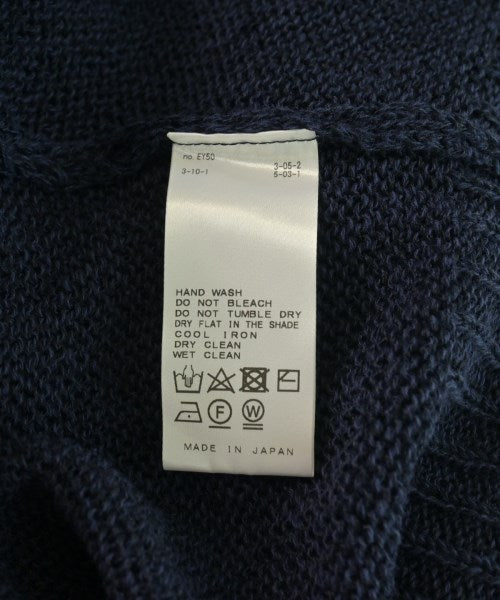 no. EY50 3-05-2
3-10-1 5-03-1
HAND WASH
DO NOT BLEACH
DO NOT TUMBLE DRY
DRY FLAT IN THE SHADE
COOL IRON
DRY CLEAN
WET CLEAN
F W
MADE IN JAPAN